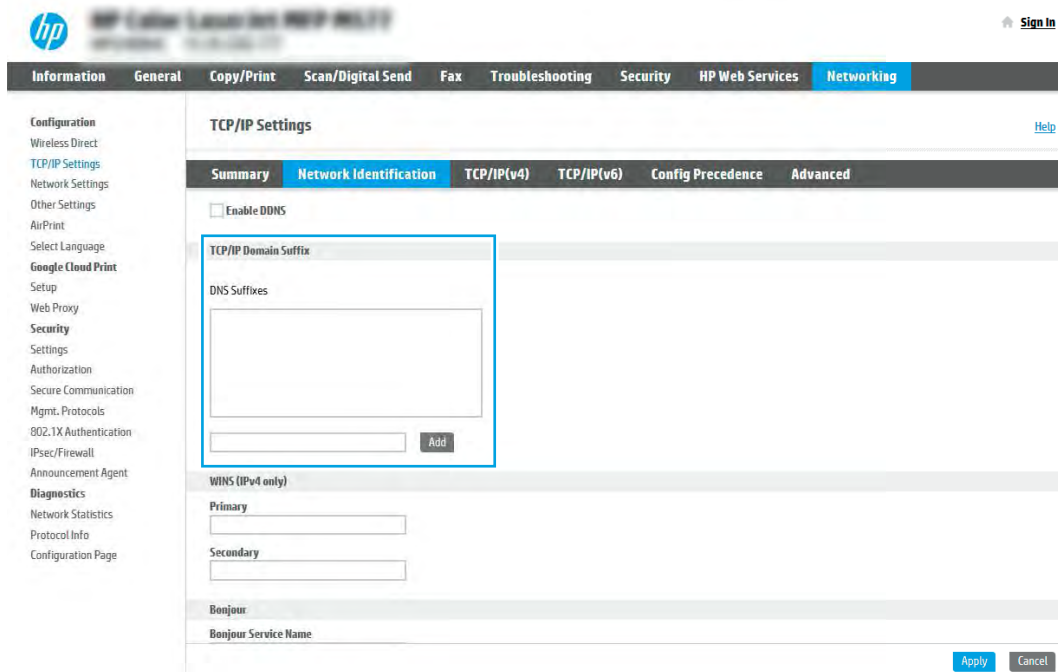 hp
Sign In
Information General Copy/Print Scan/Digital Send Fax Troubleshooting Security HP Web Services Networking
Configuration
Wireless Direct
TCP/IP Settings
Network Settings
Other Settings
AirPrint
Select Language
Google Cloud Print
Setup
Web Proxy
Security
Settings
Authorization
Secure Communication
Mgmt. Protocols
802.1X Authentication
IPsec/Firewall
Announcement Agent
Diagnostics
Network Statistics
Protocol Info
Configuration Page
TCP/IP Settings
Help
Summary Network Identification TCP/IP(v4) TCP/IP(v6) Config Precedence Advanced
Enable DDNS
TCP/IP Domain Suffix
DNS Suffixes
Add
WINS (IPv4 only)
Primary
Secondary
Bonjour
Bonjour Service Name
Apply Cancel